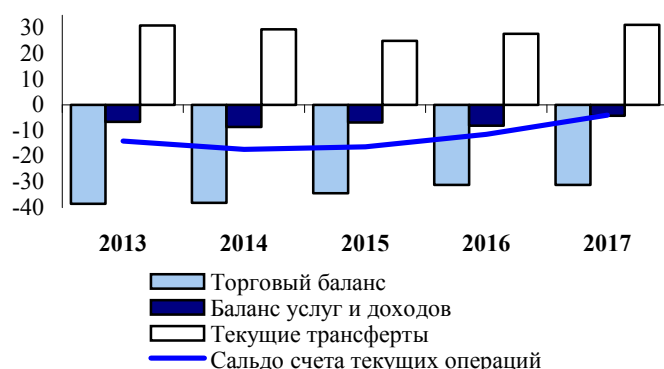 30
20
10
0
-10
-20
-30
-40
2013 2014 2015 2016 2017
Торговый баланс
Баланс услуг и доходов
Текущие трансферты
Сальдо счета текущих операций